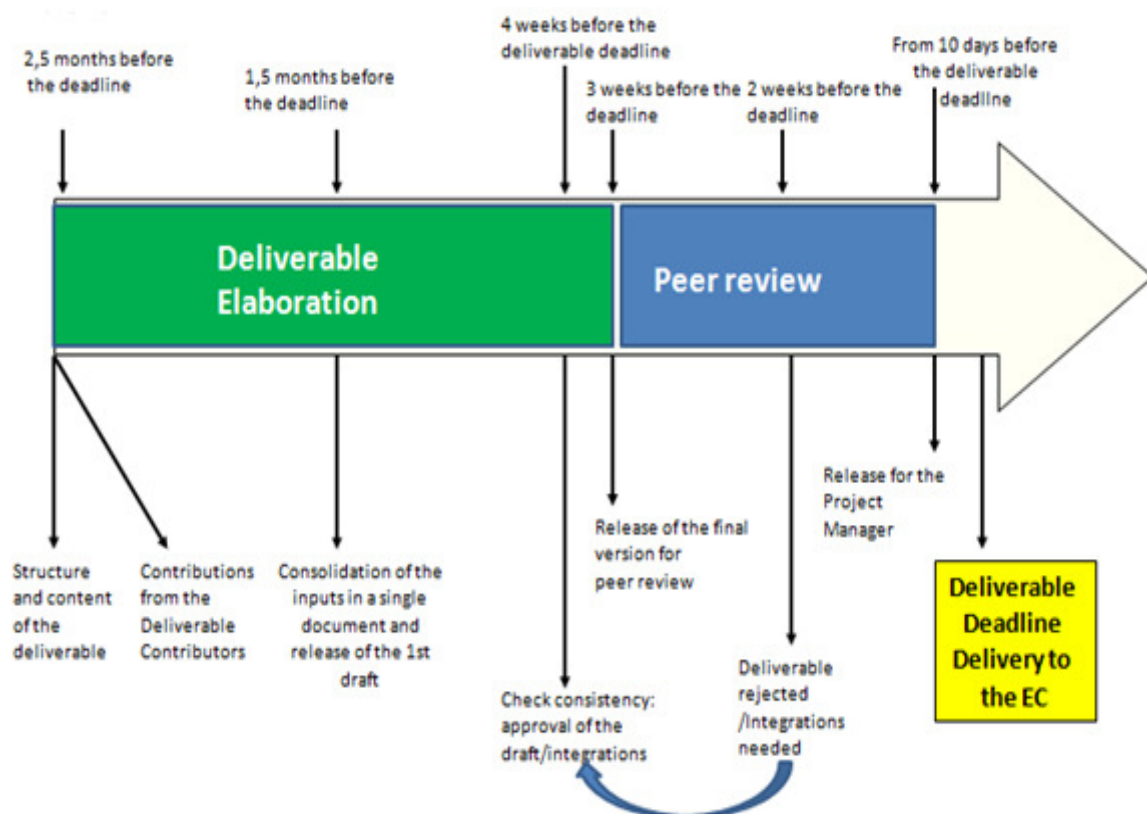 2,5 months before
the deadline
1,5 months before
the deadline
4 weeks before the
deliverable deadline
3 weeks before the
deadline
2 weeks before the
deadline
From 10 days before
the deliverable
deadline
Deliverable
Elaboration
Peer review
Structure
and content
of the
deliverable
Contributions
from the
Deliverable
Contributors
Consolidation of the
inputs in a single
document and
release of the 1st
draft
Check consistency:
approval of the
draft/integrations
Release of the final
version for
peer review
Deliverable
rejected
/Integrations
needed
Release for the
Project
Manager
Deliverable
Deadline
Delivery to
the EC